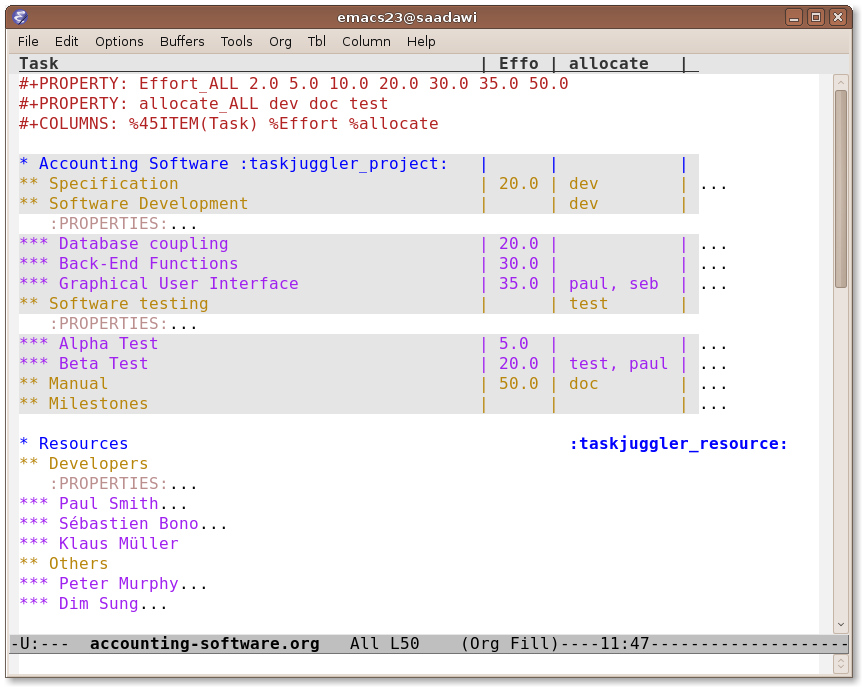 emacs23@saadawi
File Edit Options Buffers Tools Org Tbl Column Help
Task | Effo | allocate |
#+PROPERTY: Effort_ALL 2.0 5.0 10.0 20.0 30.0 35.0 50.0
#+PROPERTY: allocate_ALL dev doc test
#+COLUMNS: %45ITEM(Task) %Effort %allocate
* Accounting Software :taskjuggler_project: | | |
** Specification | 20.0 | dev | ...
** Software Development | | dev |
:PROPERTIES:...
*** Database coupling | 20.0 | | ...
*** Back-End Functions | 30.0 | | ...
*** Graphical User Interface | 35.0 | paul, seb | ...
** Software testing | | test |
:PROPERTIES:...
*** Alpha Test | 5.0 | | ...
*** Beta Test | 20.0 | test, paul | ...
** Manual | 50.0 | doc | ...
** Milestones | | | ...
* Resources :taskjuggler_resource:
** Developers
:PROPERTIES:...
*** Paul Smith...
*** Sébastien Bono...
*** Klaus Müller
** Others
*** Peter Murphy...
*** Dim Sung...
-U:--- accounting-software.org All L50 (Org Fill)----11:47--------------------